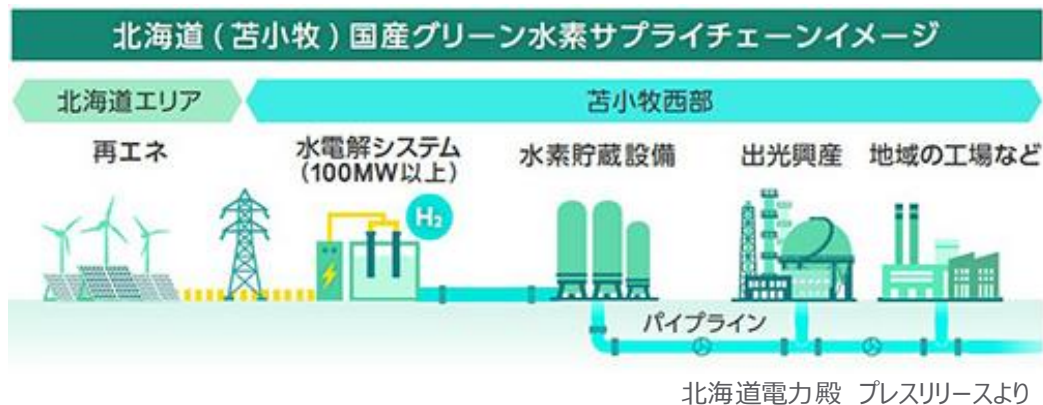 北海道(苫小牧)国産グリーン水素サプライチェーンイメージ
北海道エリア
苫小牧西部
再エネ
水電解システム
(100MW以上)
水素貯蔵設備
出光興産
地域の工場など
H₂
パイプライン
北海道電力殿 プレスリリースより